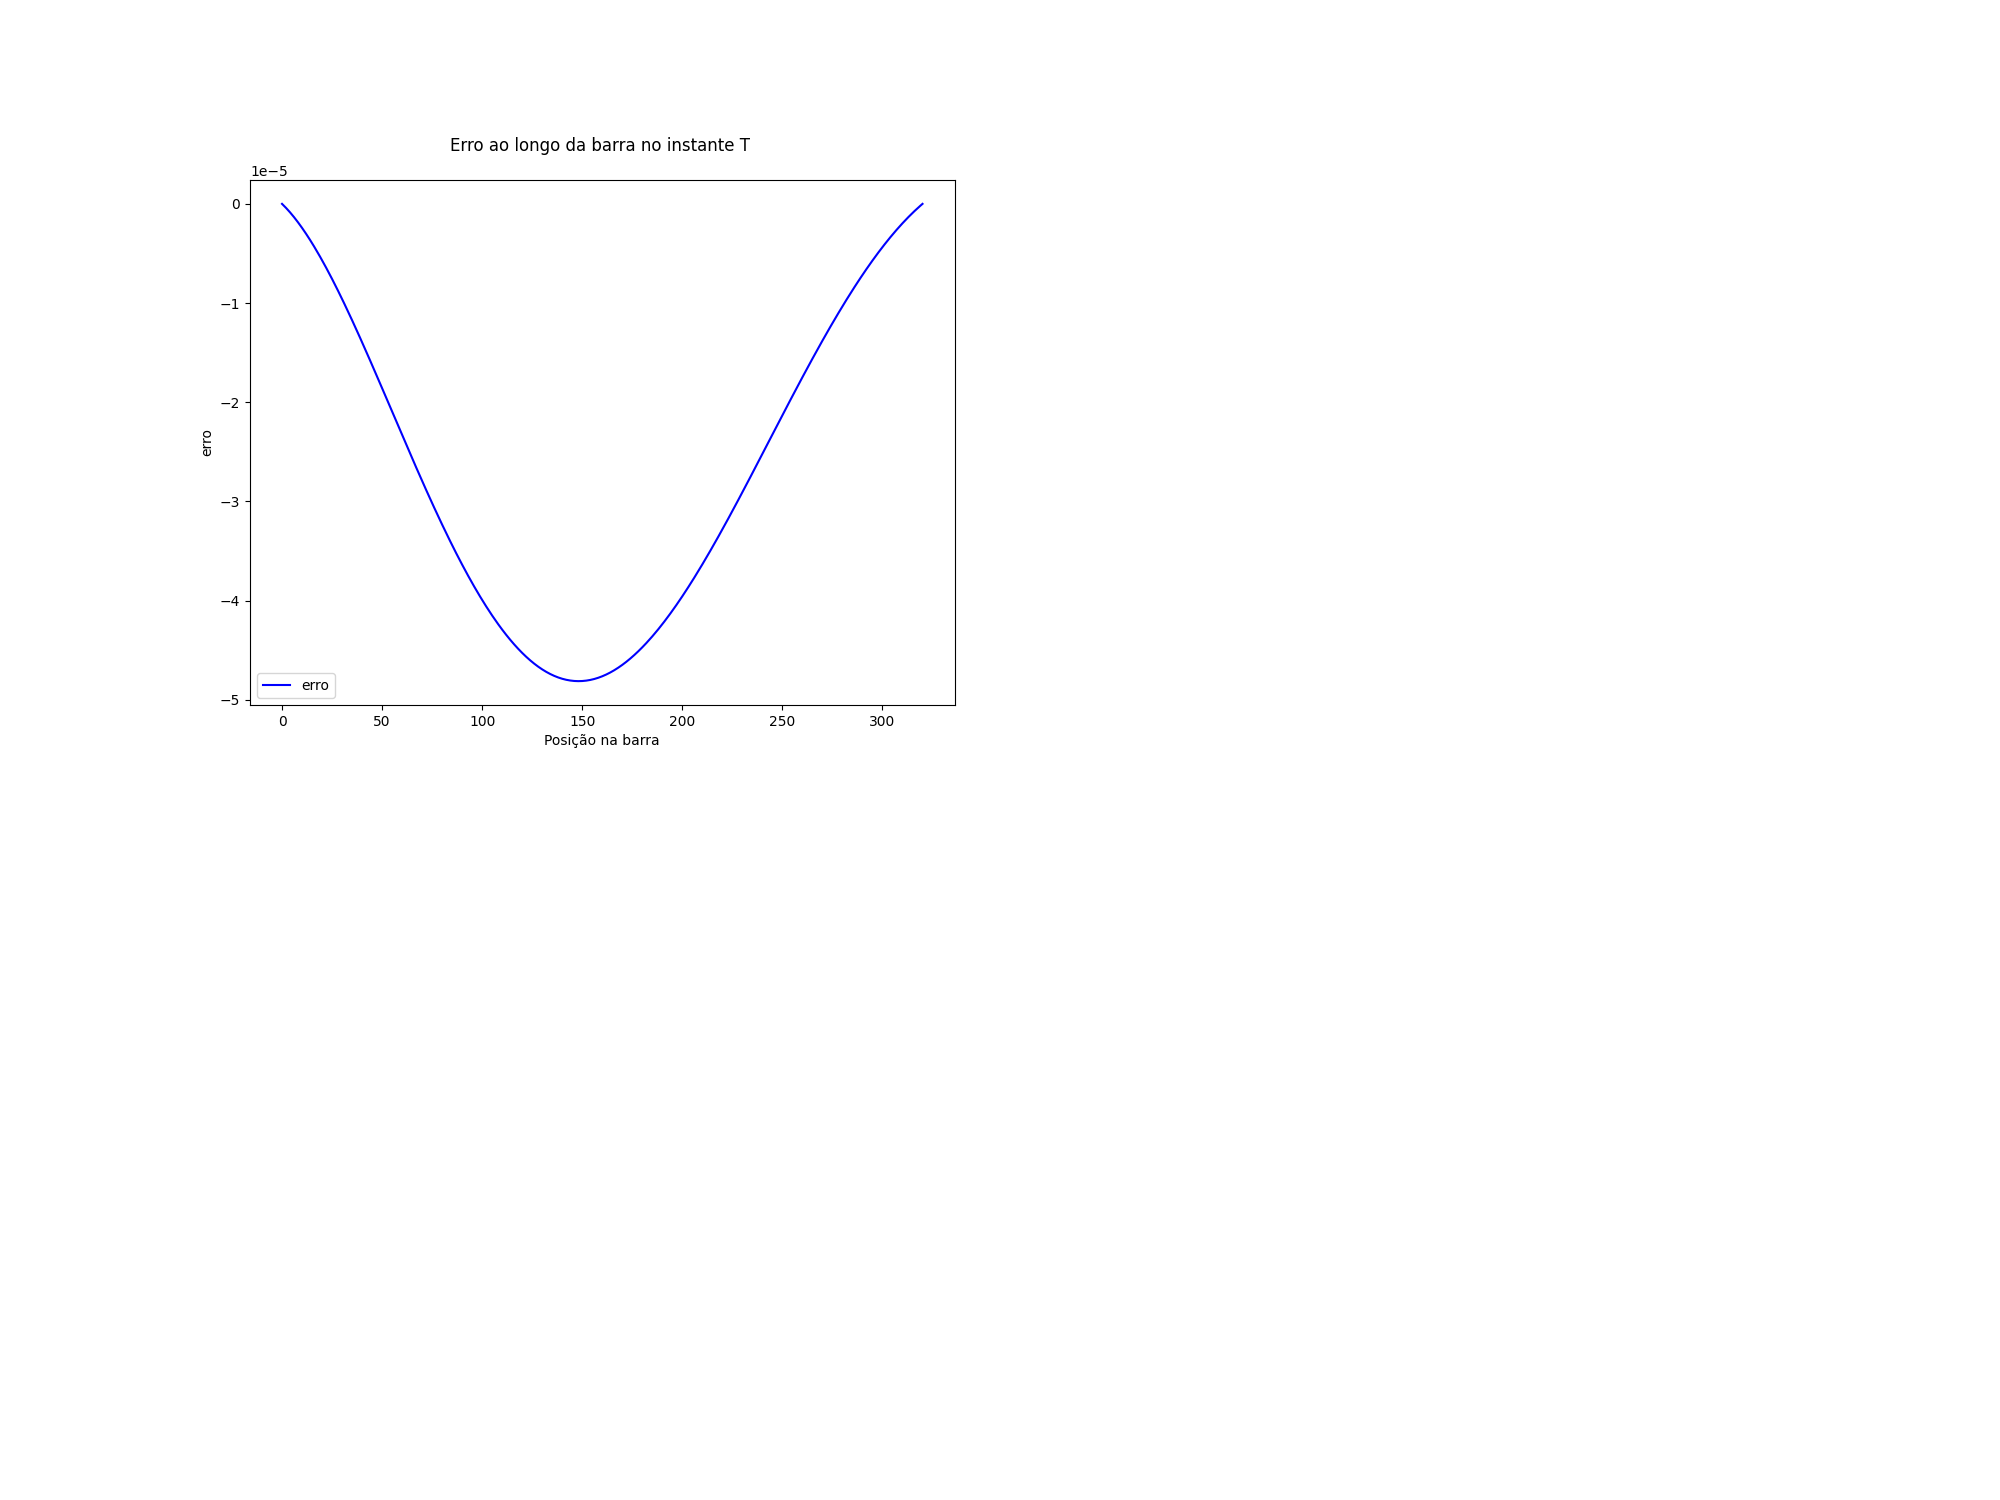 Erro ao longo da barra no instante T
1e−5
0
−1
−2
−3
−4
−5
erro
erro
0 50 100 150 200 250 300
Posição na barra